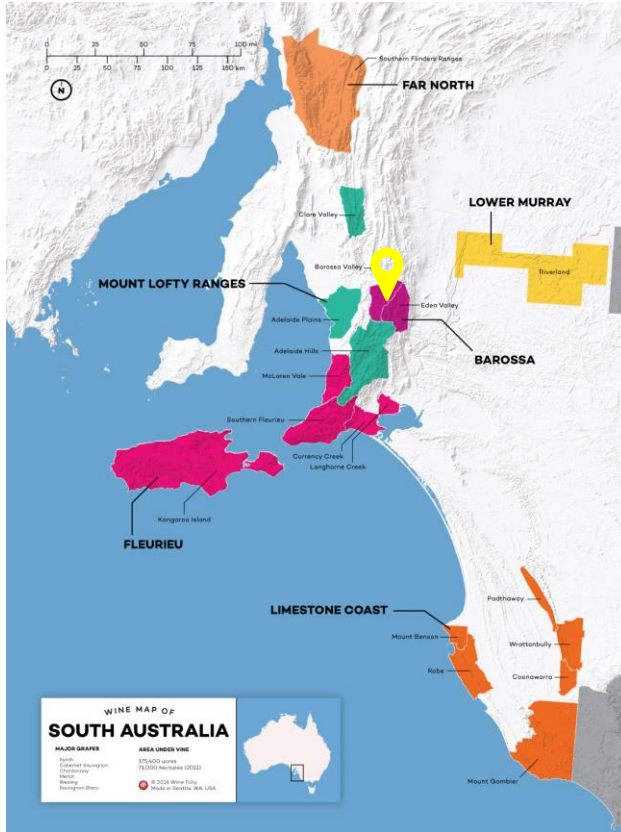 0 25 50 75 100 mi
0 25 50 75 100 125 150 km
N
Southern Flinders Ranges
FAR NORTH
Clare Valley
LOWER MURRAY
Riverland
Barossa Valley
MOUNT LOFTY RANGES
Eden Valley
Adelaide Plains
BAROSSA
Adelaide Hills
McLaren Vale
Southern Fleurieu
Currency Creek
Langhorne Creek
Kangaroo Island
FLEURIEU
Padthaway
LIMESTONE COAST
Mount Benson
Wrattonbully
Robe
Coonawarra
Mount Gambier
WINE MAP OF
SOUTH AUSTRALIA
MAJOR GRAPES
Cabernet Sauvignon
Chardonnay
Merlot
Riesling
Sauvignon Blanc
AREA UNDER VINE
175,400 acres
71,000 hectares (2011)
© 2016 Wine Folly
Made in Seattle, WA, USA.